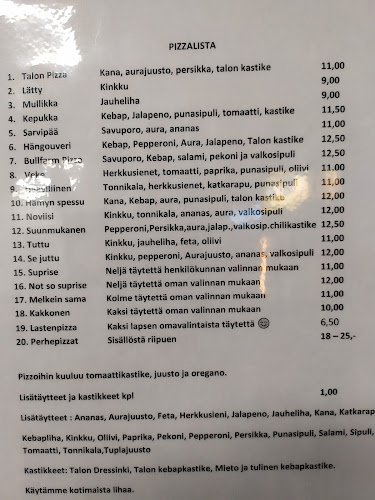 PIZZALISTA
1. Talon Pizza Kana, aurajuusto, persikka, talon kastike 11,00
2. Lätty Kinkku 9,00
3. Mullikka Jauheliha 9,00
4. Kepukka Kebap, Jalapeno, punasipuli, tomaatti, kastike 11,50
5. Sarvipää Savuporo, aura, ananas 11,00
6. Hängouveri Kebap, Pepperoni, Aura, Jalapeno, Talon kastike 12,50
7. Bullfarm Pizza Savuporo, Kebap, salami, pekoni ja valkosipuli 12,50
8. Veke Herkkusienet, tomaatti, paprika, punasipuli, oliivi 11,00
9. Tonnikala, herkkusienet, katkarapu, punasipuli 11,00
10. Hämyn spessu Kana, Kebap, aura, punasipuli, talon kastike 12,00
11. Noviisi Kinkku, tonnikala, ananas, aura, valkosipuli 12,00
12. Suunmukanen Pepperoni,Persikka,aura,jalap.,valkosip.chilikastike 12,50
13. Tuttu Kinkku, jauheliha, feta, oliivi 11,00
14. Se juttu Kinkku, pepperoni, Aurajuusto, ananas, valkosipuli 12,00
15. Suprise Neljä täytettä henkilökunnan valinnan mukaan 11,00
16. Not so suprise Neljä täytettä oman valinnan mukaan 12,00
17. Melkein sama Kolme täytettä oman valinnan mukaan 11,00
18. Kakkonen Kaksi täytettä oman valinnan mukaan 10,00
19. Lastenpizza Kaksi lapsen omavalintaista täytettä 😊 6,50
20. Perhepizzat Sisällöstä riipuen 18 – 25,-
Pizzoihin kuuluu tomaattikastike, juusto ja oregano.
Lisätäytteet ja kastikkeet kpl 1,00
Lisätäytteet : Ananas, Aurajuusto, Feta, Herkkusieni, Jalapeno, Jauheliha, Kana, Katkarap
Kebapliha, Kinkku, Oliivi, Paprika, Pekoni, Pepperoni, Persikka, Punasipuli, Salami, Sipuli,
Tomaatti, Tonnikala,Tuplajuusto
Kastikkeet: Talon Dressinki, Talon kebapkastike, Mieto ja tulinen kebapkastike.
Käytämme kotimaista lihaa.